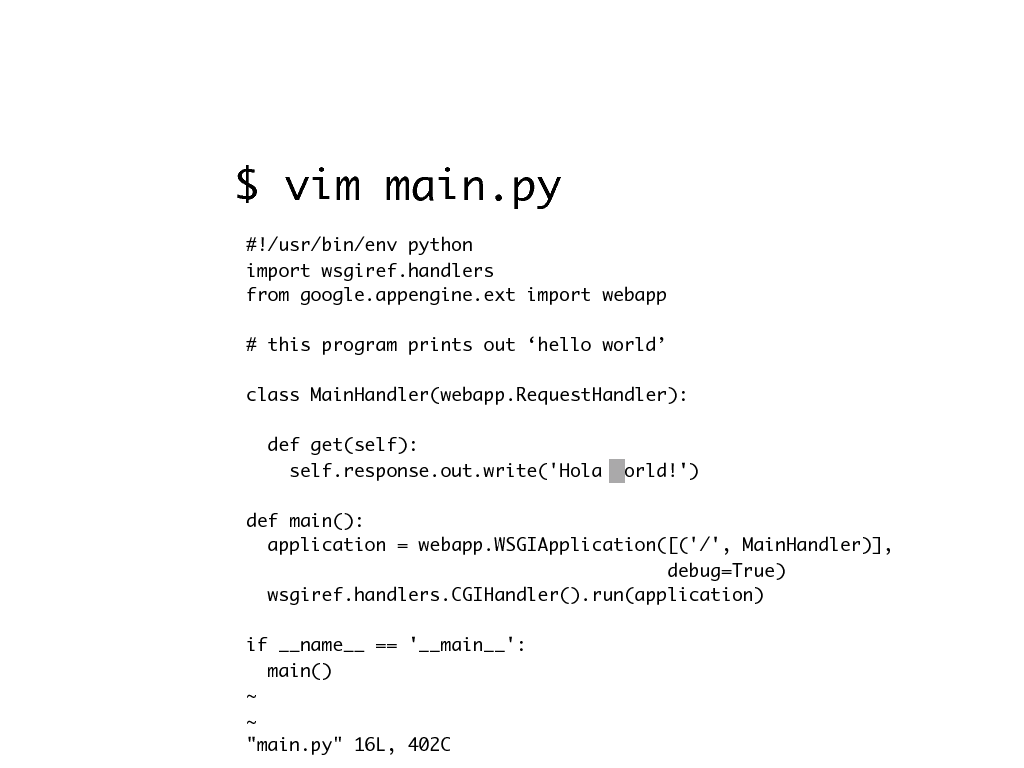 $ vim main.py
#!/usr/bin/env python
import wsgiref.handlers
from google.appengine.ext import webapp
# this program prints out ‘hello world’
class MainHandler(webapp.RequestHandler):
def get(self):
self.response.out.write('Hola orld!')
def main():
application = webapp.WSGIApplication([('/', MainHandler)],
debug=True)
wsgiref.handlers.CGIHandler().run(application)
if __name__ == '__main__':
main()
~
~
"main.py" 16L, 402C